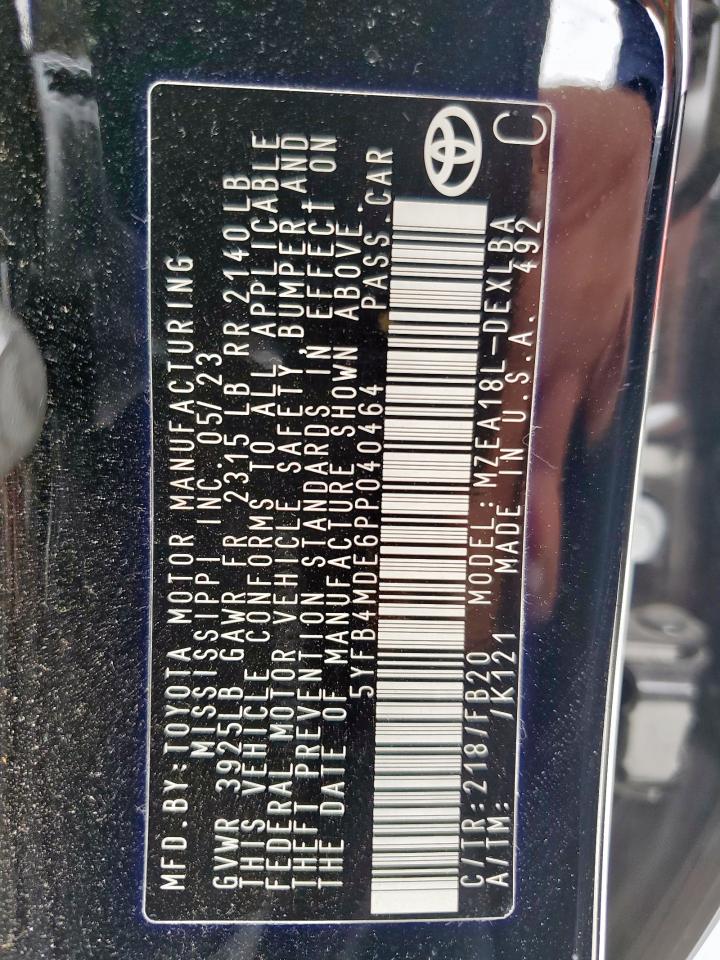 MFD.BY:TOYOTA MOTOR MANUFACTURING
MISSISSIPPI INC. 05/23
GVWR 3925LB GAWR FR 2315 LB RR 2140LB
THIS VEHICLE CONFORMS TO ALL APPLICABLE
FEDERAL MOTOR VEHICLE SAFETY, BUMPER AND
THEFT PREVENTION STANDARDS IN EFFECT ON
THE DATE OF MANUFACTURE SHOWN ABOVE.
5YFB4MDE6PP040464 PASS.CAR
C/TR:218/FB20 MODEL:MZEA18L-DEXLBA
A/TM: /K121 MADE IN U.S.A. 492 C